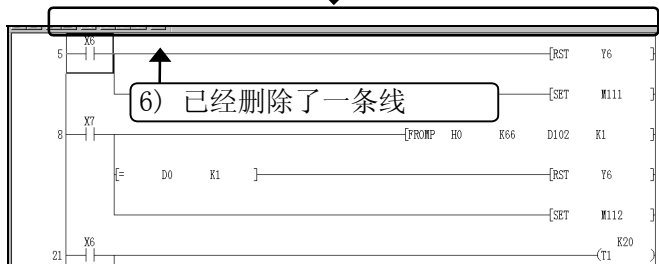 X6
5 [RST Y6 ]
[SET M111 ]
6) 已经删除了一条线
X7
8 [FROMP H0 K66 D102 K1 ]
[= D0 K1 ] [RST Y6 ]
[SET M112 ]
X6 K20
21 (T1 )